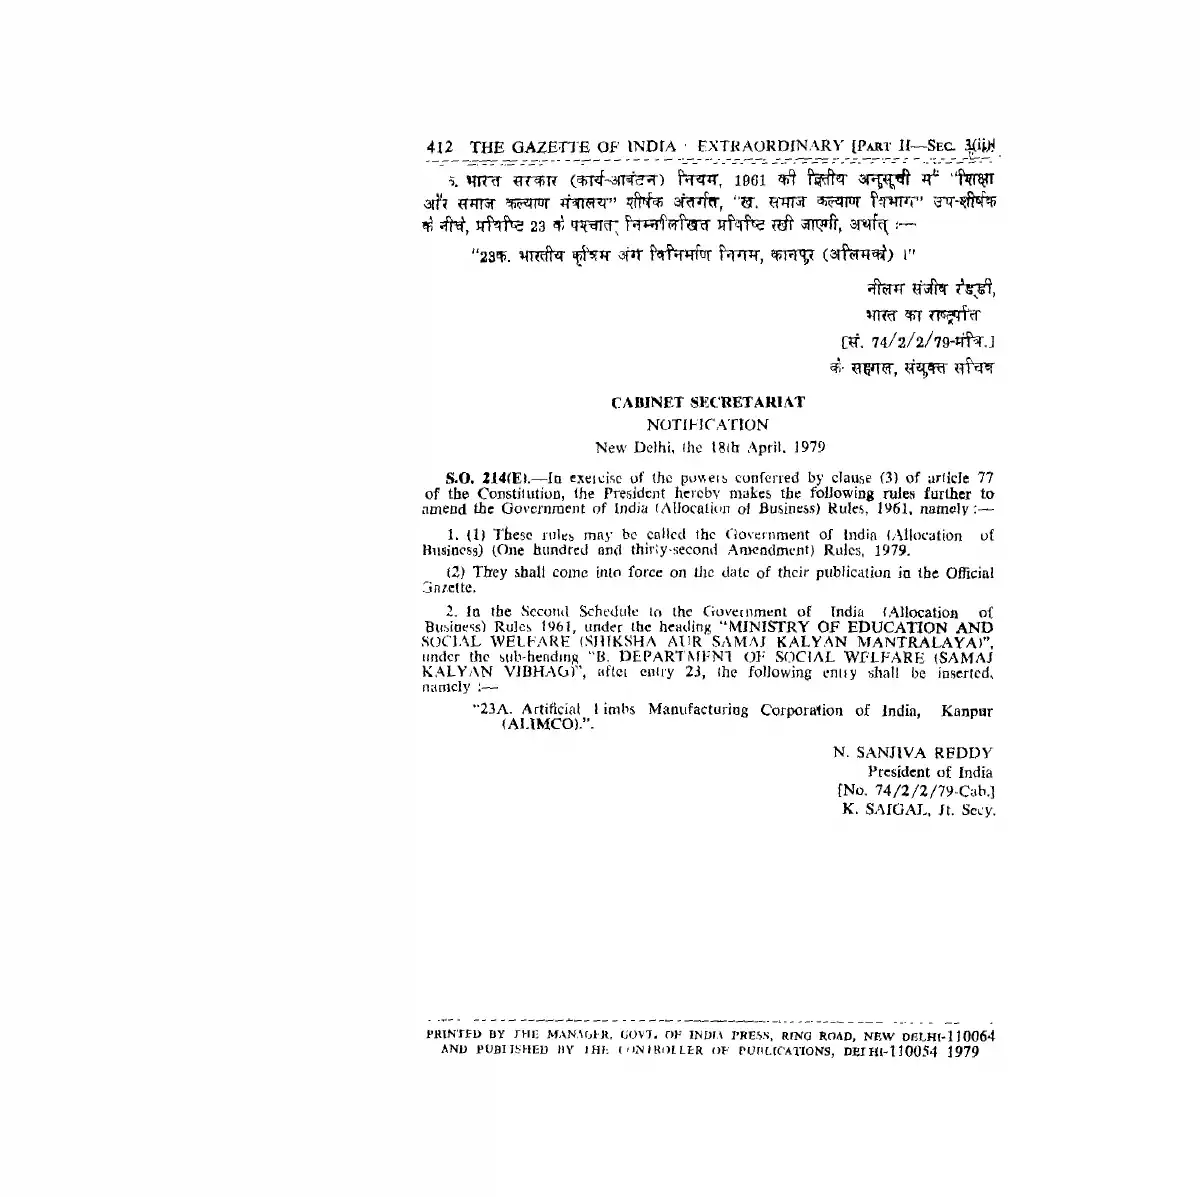 412 THE GAZETTE OF INDIA : EXTRAORDINARY [PART II—SEC. 3(ii)]
भारत सरकार (कार्य-आवंटन) नियम, 1961 की द्वितीय अनुसूची में "शिक्षा
और समाज कल्याण मंत्रालय" शीर्षक अंतर्गत, "ख. समाज कल्याण विभाग" उप-शीर्षक
के नीचे, प्रविष्टि 23 के पश्चात् निम्नलिखित प्रविष्टि रखी जाएगी, अर्थात् :—
"23क. भारतीय कृत्रिम अंग विनिर्माण निगम, कानपुर (अलिमको) ।"
नीलम संजीव रेड्डी,
भारत का राष्ट्रपति
[सं. 74/2/2/79-मंत्रि.]
के. सहगल, संयुक्त सचिव
CABINET SECRETARIAT
NOTIFICATION
New Delhi, the 18th April, 1979
S.O. 214(E).—In exercise of the powers conferred by clause (3) of article 77
of the Constitution, the President hereby makes the following rules further to
amend the Government of India (Allocation of Business) Rules, 1961, namely :—
1. (1) These rules may be called the Government of India (Allocation of
Business) (One hundred and thirty-second Amendment) Rules, 1979.
(2) They shall come into force on the date of their publication in the Official
Gazette.
2. In the Second Schedule to the Government of India (Allocation of
Business) Rules 1961, under the heading "MINISTRY OF EDUCATION AND
SOCIAL WELFARE (SHIKSHA AUR SAMAJ KALYAN MANTRALAYA)",
under the sub-heading "B. DEPARTMENT OF SOCIAL WELFARE (SAMAJ
KALYAN VIBHAG)", after entry 23, the following entry shall be inserted,
namely :—
"23A. Artificial Limbs Manufacturing Corporation of India, Kanpur
(ALIMCO).".
N. SANJIVA REDDY
President of India
[No. 74/2/2/79-Cab.]
K. SAIGAL, Jt. Secy.
PRINTED BY THE MANAGER, GOVT. OF INDIA PRESS, RING ROAD, NEW DELHI-110064
AND PUBLISHED BY THE CONTROLLER OF PUBLICATIONS, DELHI-110054 1979